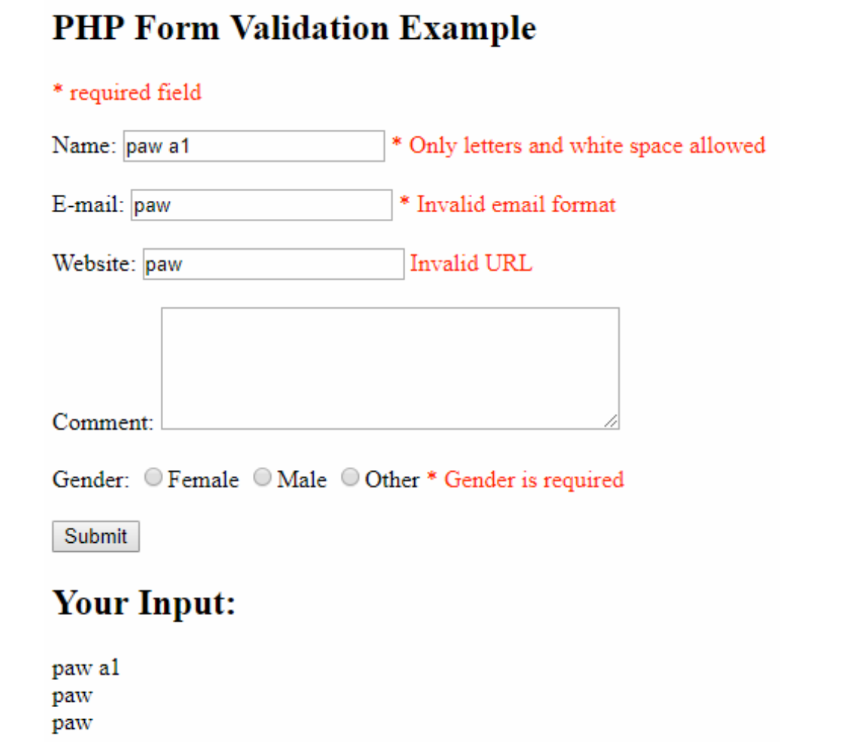 PHP Form Validation Example
* required field
Name: paw a1 * Only letters and white space allowed
E-mail: paw * Invalid email format
Website: paw Invalid URL
Comment:
Gender: Female Male Other * Gender is required
Submit
Your Input:
paw a1
paw
paw